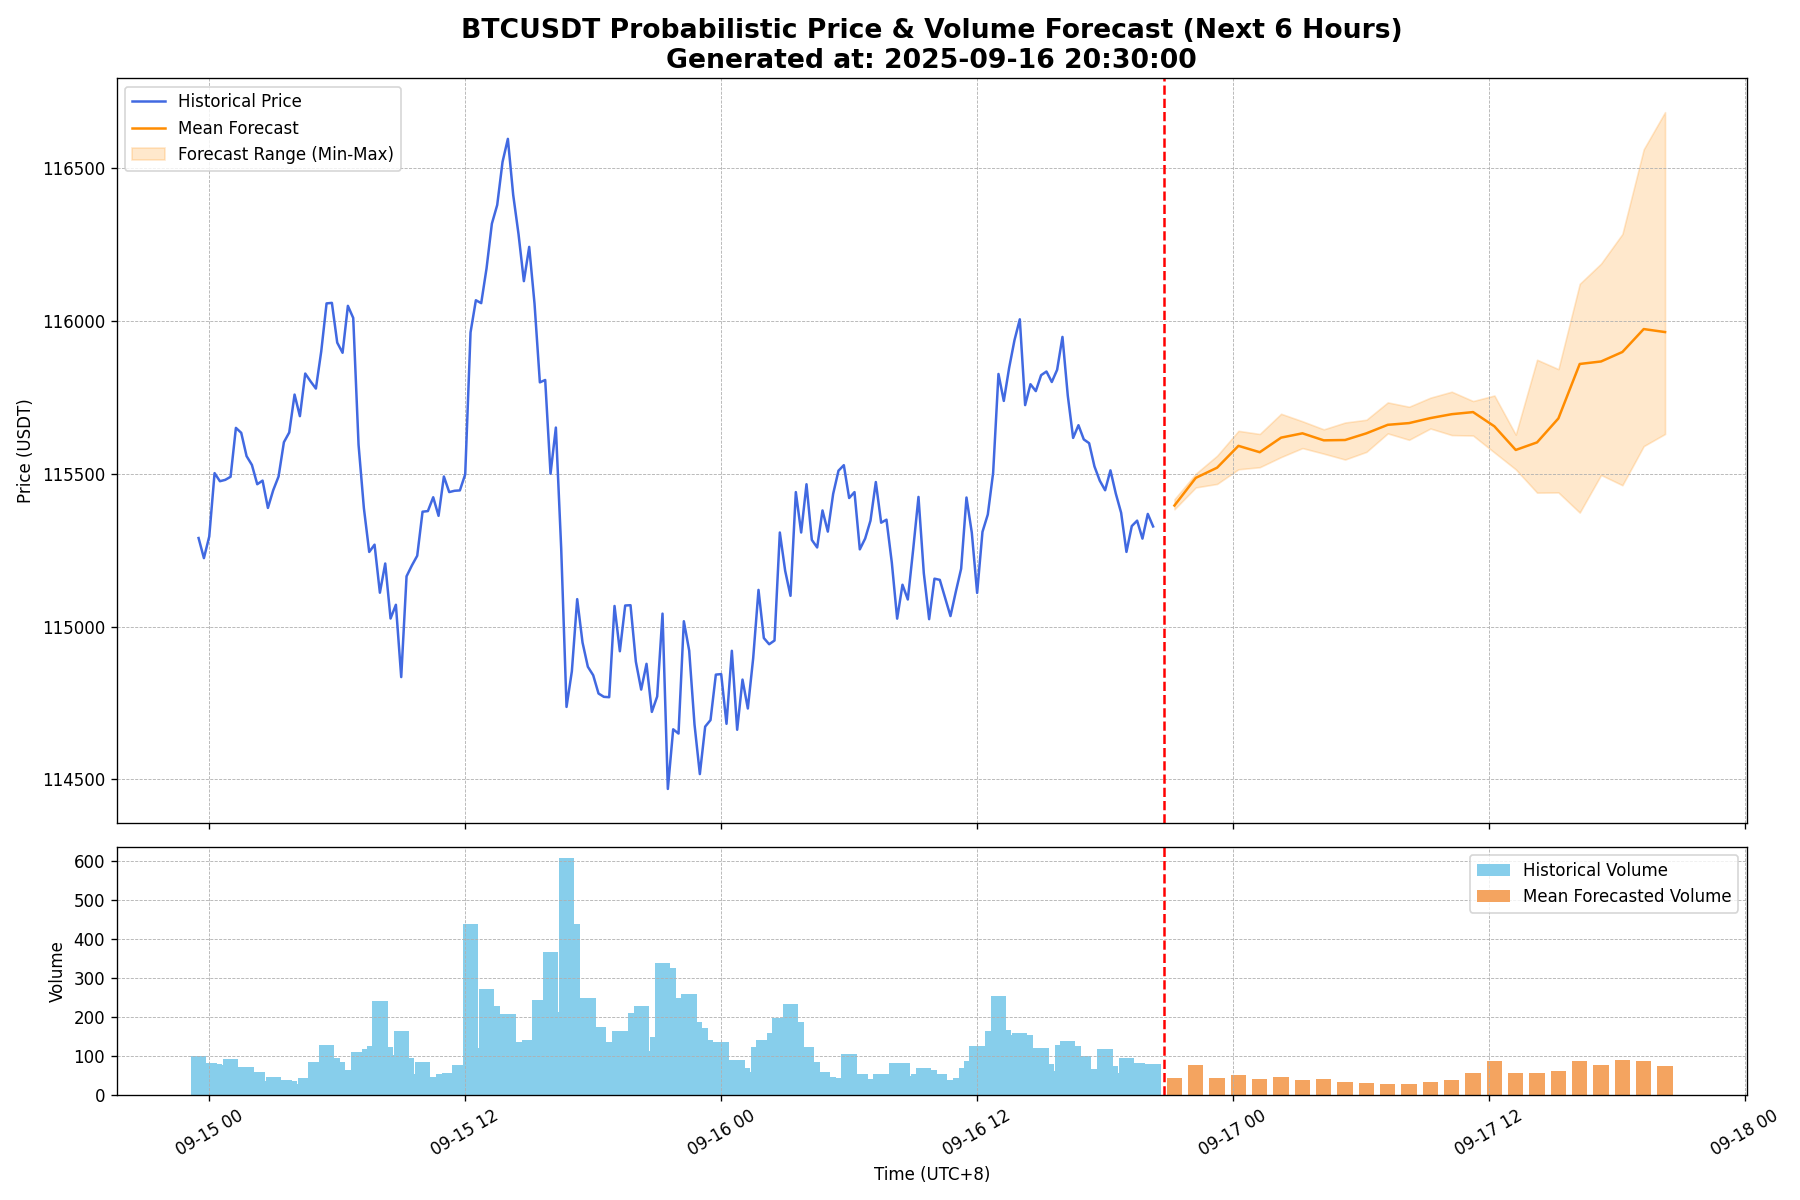 BTCUSDT Probabilistic Price & Volume Forecast (Next 6 Hours)
Generated at: 2025-09-16 20:30:00
Historical Price
Mean Forecast
Forecast Range (Min-Max)
Price (USDT)
116500
116000
115500
115000
114500
Historical Volume
Mean Forecasted Volume
Volume
600
500
400
300
200
100
0
09-15 00
09-15 12
09-16 00
09-16 12
09-17 00
09-17 12
09-18 00
Time (UTC+8)